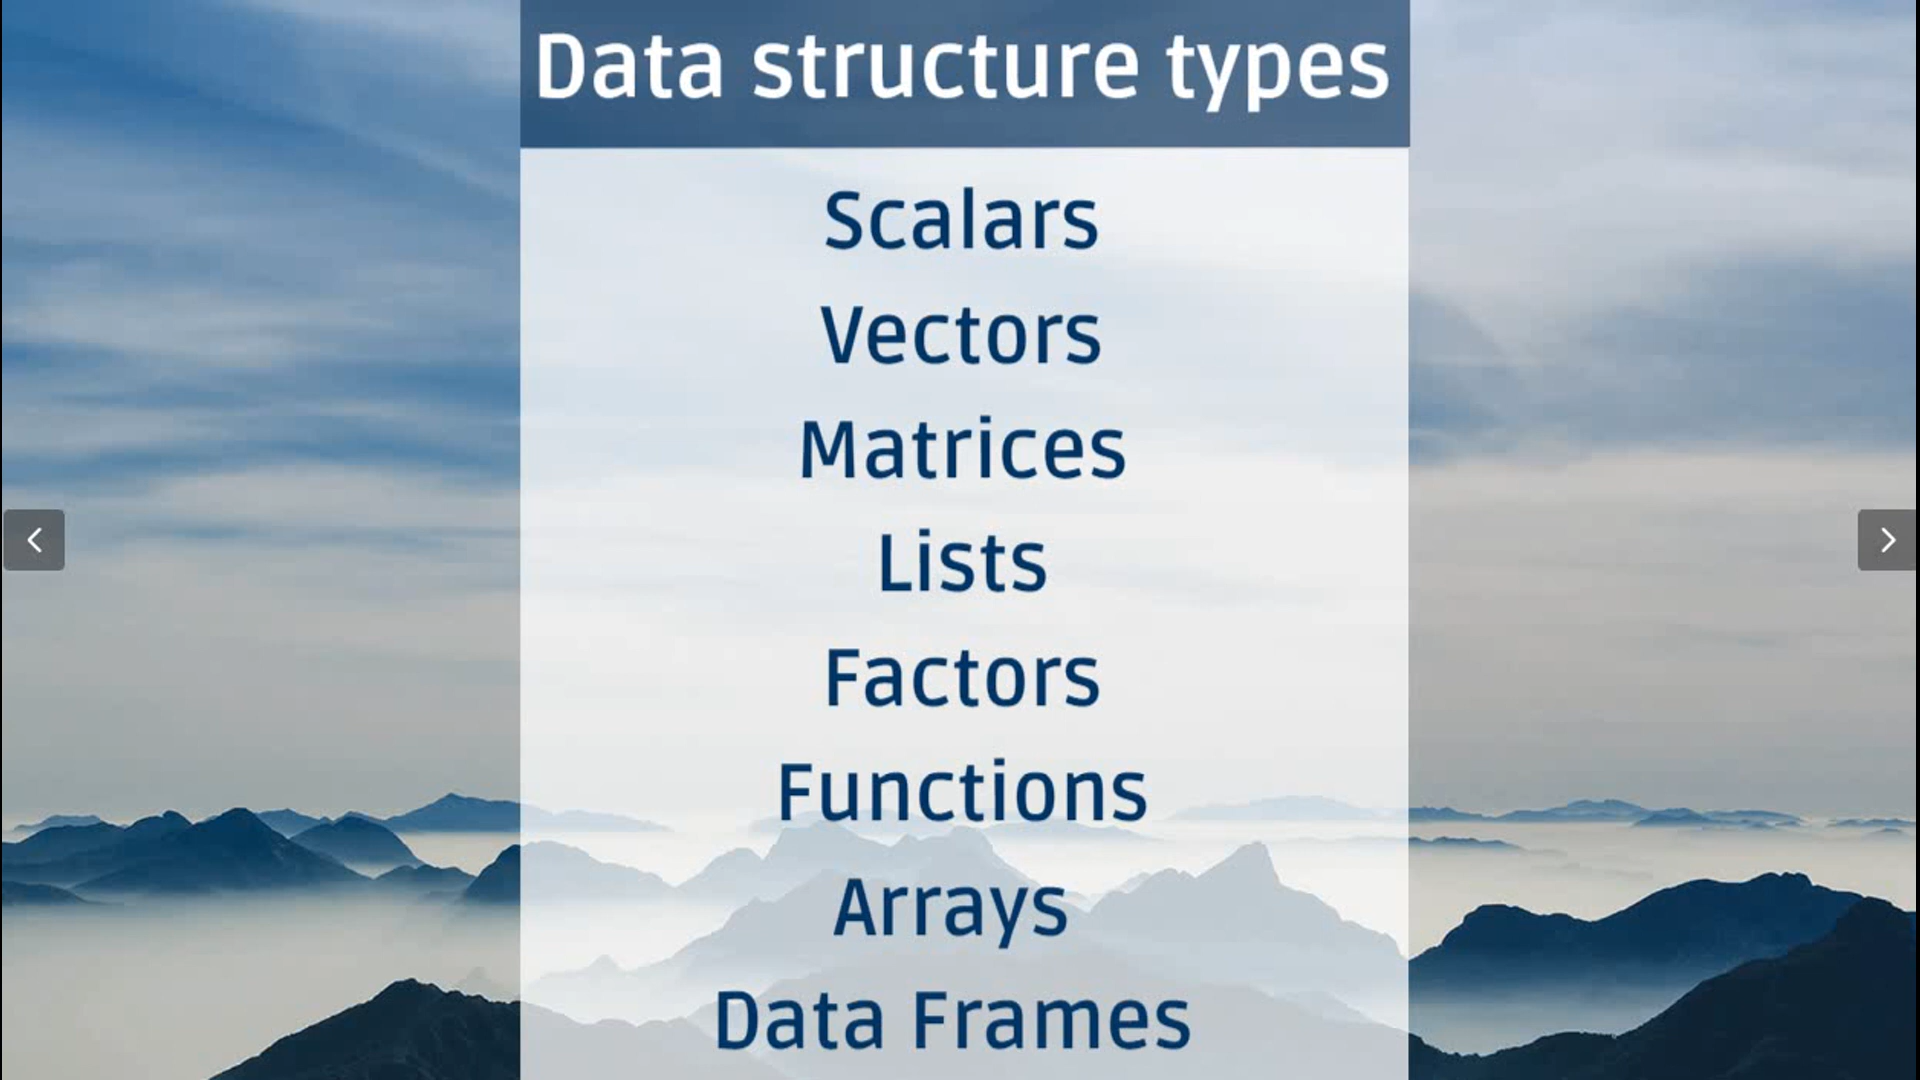 Data structure types
Scalars
Vectors
Matrices
Lists
Factors
Functions
Arrays
Data Frames